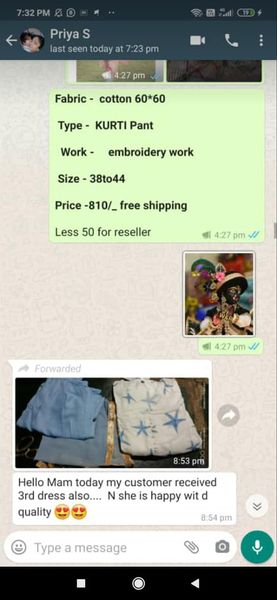 7:32 PM
19
Priya S
last seen today at 7:23 pm
4:27 pm
Fabric - cotton 60*60
Type - KURTI Pant
Work - embroidery work
Size - 38to44
Price -810/_ free shipping
Less 50 for reseller
4:27 pm
4:27 pm
Forwarded
8:53 pm
Hello Mam today my customer received
3rd dress also.... N she is happy wit d
quality 😍😍
8:54 pm
Type a message